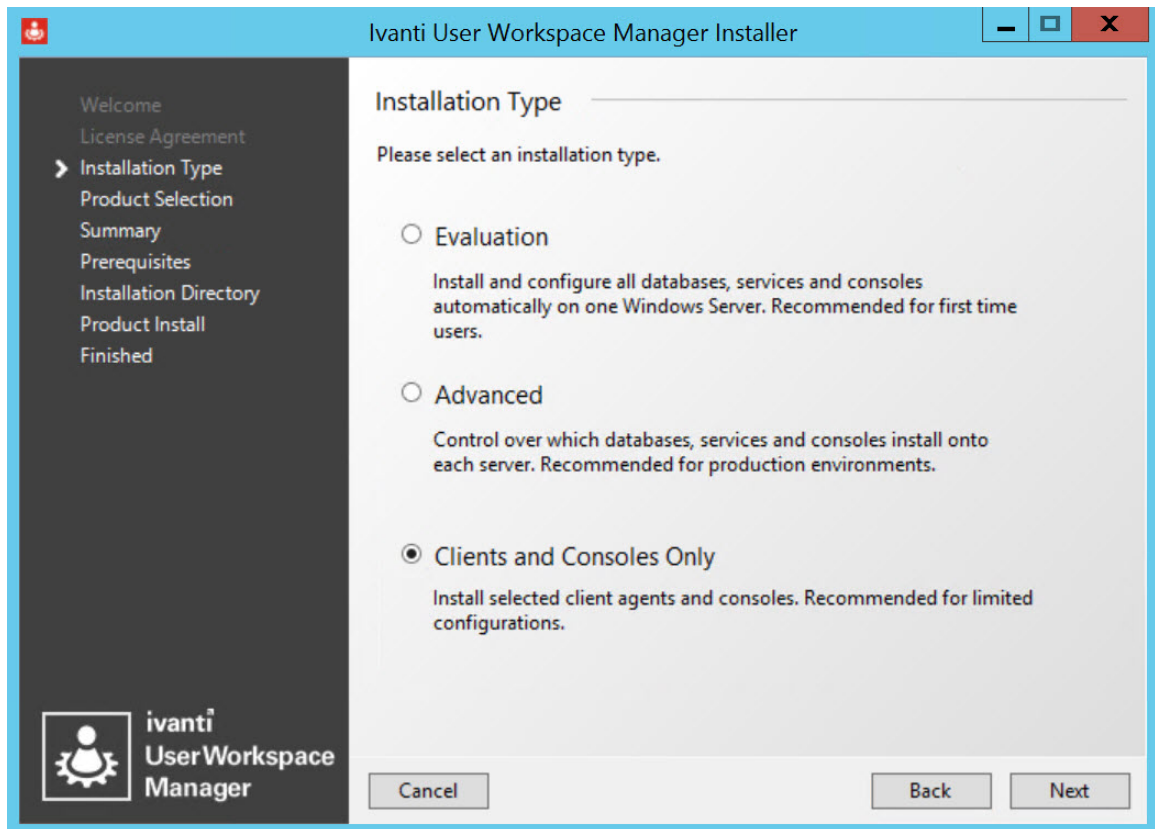 Ivanti User Workspace Manager Installer
Welcome
License Agreement
Installation Type
Product Selection
Summary
Prerequisites
Installation Directory
Product Install
Finished
ivanti
User Workspace
Manager
Installation Type
Please select an installation type.
Evaluation
Install and configure all databases, services and consoles
automatically on one Windows Server. Recommended for first time
users.
Advanced
Control over which databases, services and consoles install onto
each server. Recommended for production environments.
Clients and Consoles Only
Install selected client agents and consoles. Recommended for limited
configurations.
Cancel
Back
Next